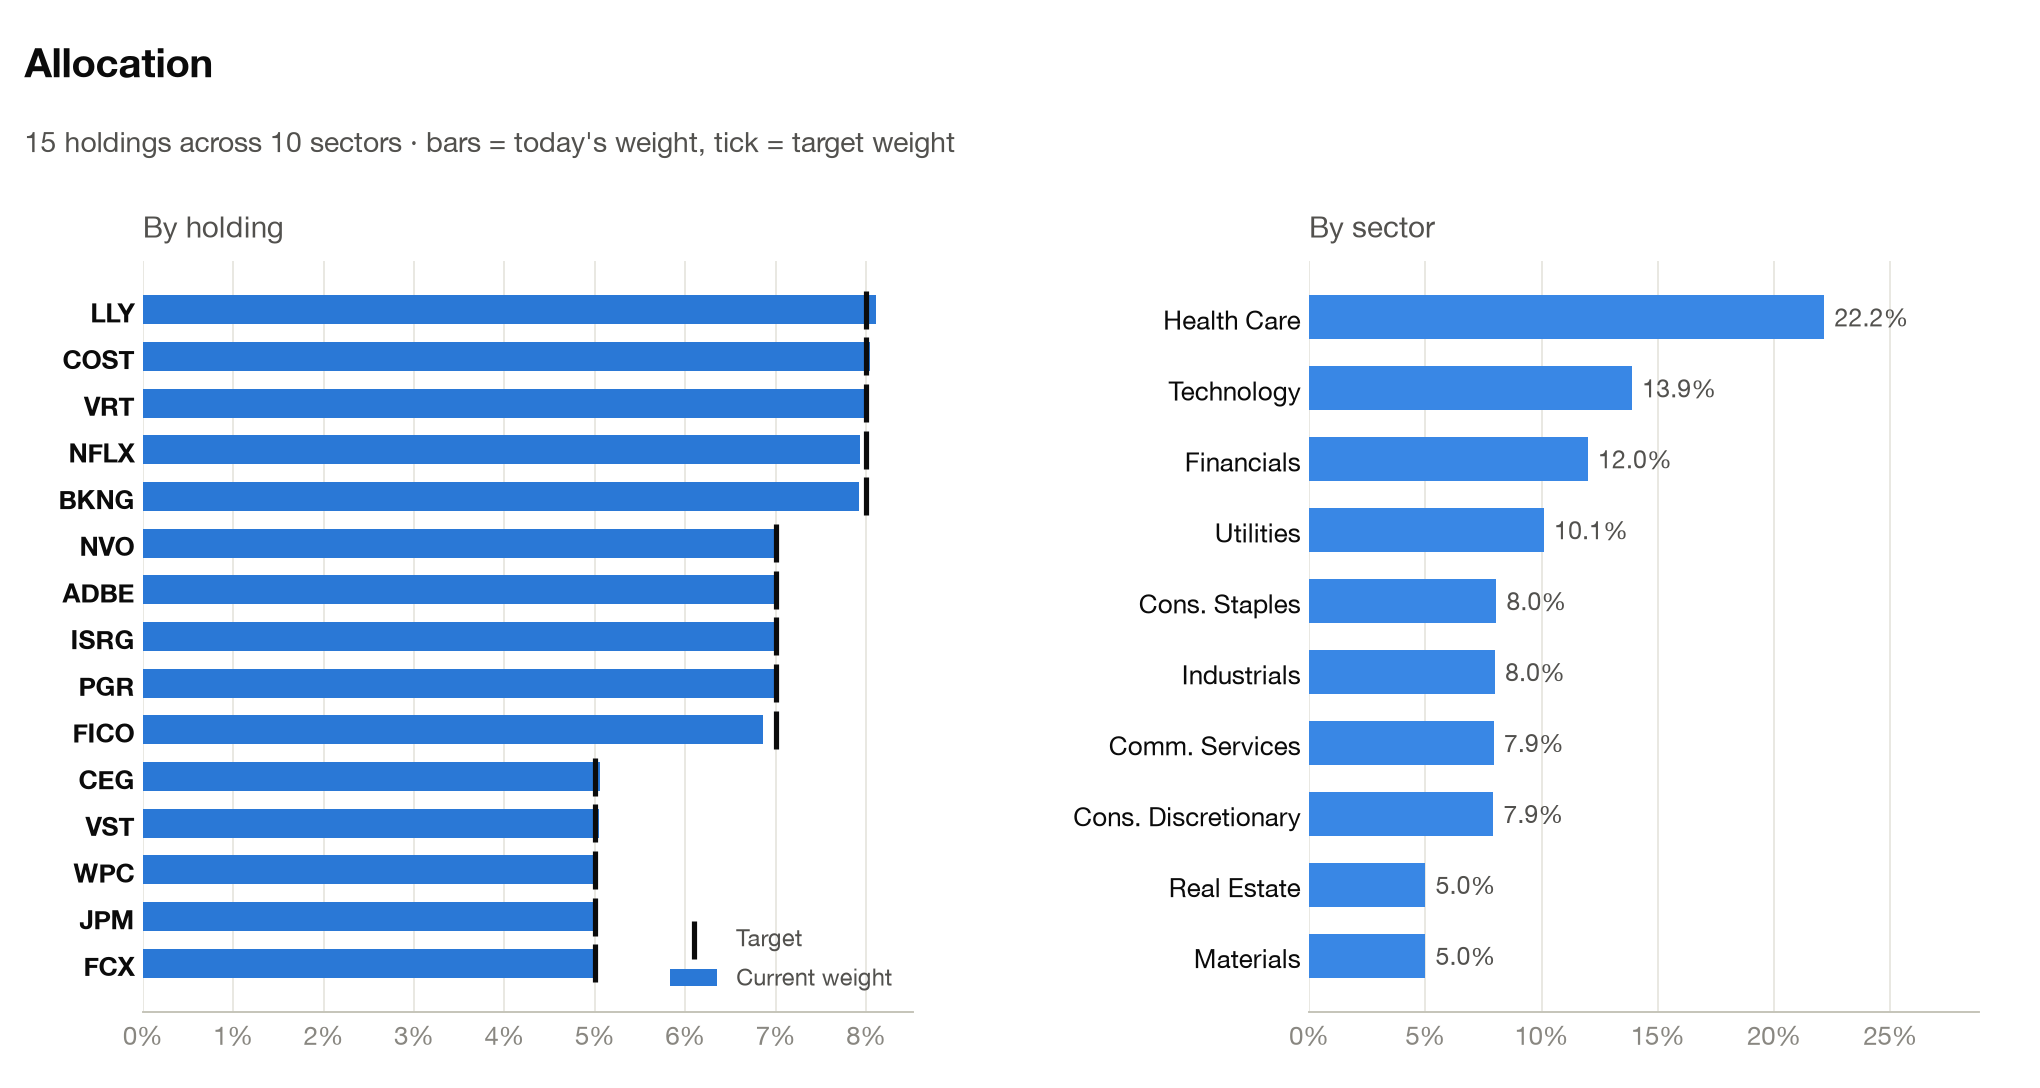 Allocation
15 holdings across 10 sectors · bars = today's weight, tick = target weight
By holding
LLY
COST
VRT
NFLX
BKNG
NVO
ADBE
ISRG
PGR
FICO
CEG
VST
WPC
JPM
FCX
Target
Current weight
0% 1% 2% 3% 4% 5% 6% 7% 8%
By sector
Health Care 22.2%
Technology 13.9%
Financials 12.0%
Utilities 10.1%
Cons. Staples 8.0%
Industrials 8.0%
Comm. Services 7.9%
Cons. Discretionary 7.9%
Real Estate 5.0%
Materials 5.0%
0% 5% 10% 15% 20% 25%